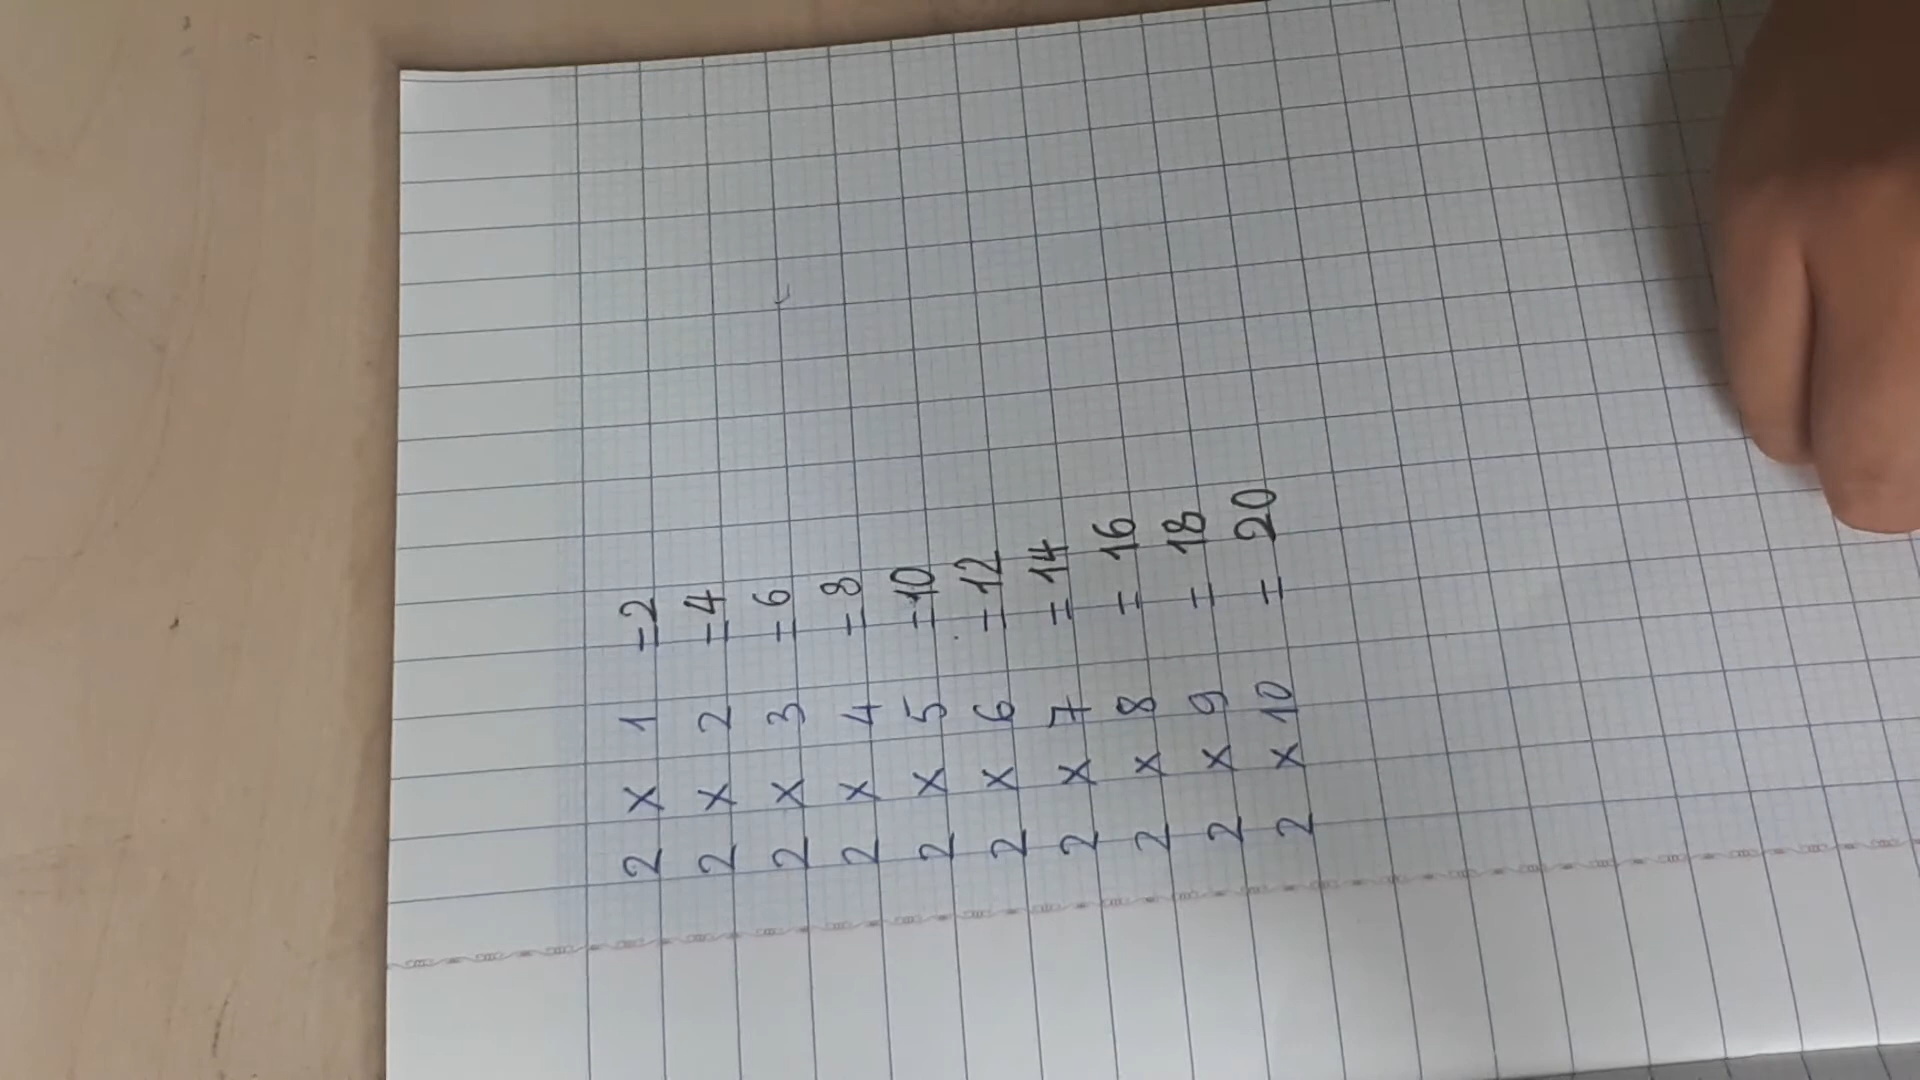 2 x 1 =2
2 x 2 =4
2 x 3 =6
2 x 4 =8
2 x 5 =10
2 x 6 =12
2 x 7 =14
2 x 8 = 16
2 x 9 = 18
2 x 10 = 20